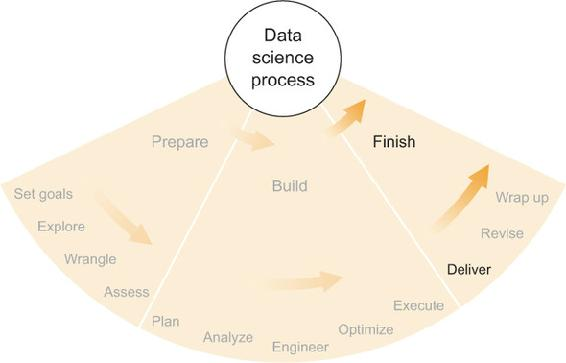 Data
science
process
Prepare
Finish
Build
Set goals
Explore
Wrangle
Assess
Plan
Analyze
Engineer
Optimize
Execute
Deliver
Revise
Wrap up